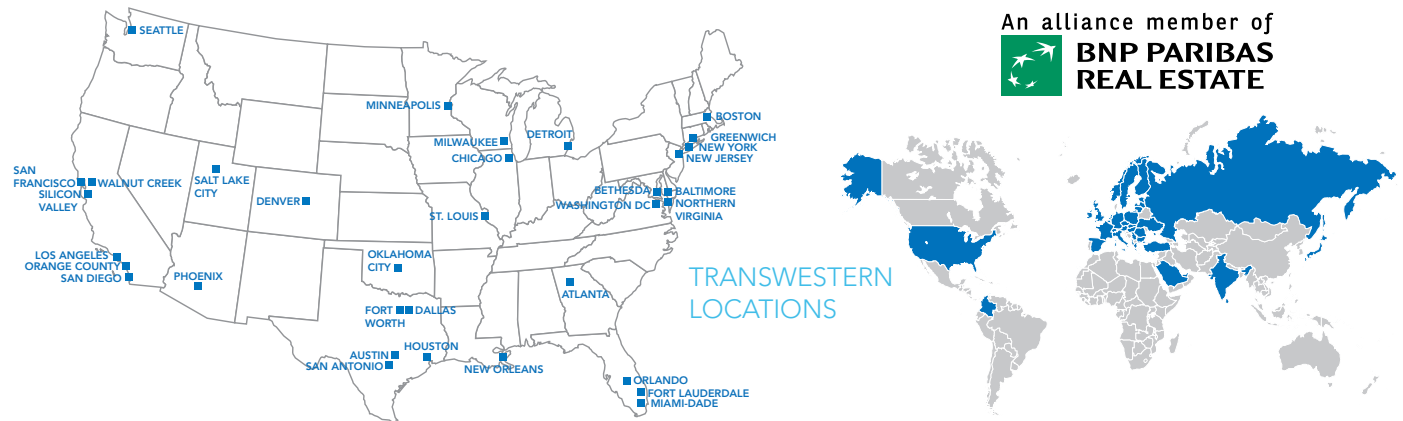 An alliance member of
BNP PARIBAS
REAL ESTATE
SEATTLE
MINNEAPOLIS
MILWAUKEE
CHICAGO
DETROIT
BOSTON
GREENWICH
NEW YORK
NEW JERSEY
SAN
FRANCISCO
WALNUT CREEK
SILICON
VALLEY
SALT LAKE
CITY
DENVER
ST. LOUIS
BETHESDA
BALTIMORE
WASHINGTON DC
NORTHERN
VIRGINIA
LOS ANGELES
ORANGE COUNTY
SAN DIEGO
PHOENIX
OKLAHOMA
CITY
ATLANTA
TRANSWESTERN
LOCATIONS
FORT
WORTH
DALLAS
AUSTIN
SAN ANTONIO
HOUSTON
NEW ORLEANS
ORLANDO
FORT LAUDERDALE
MIAMI-DADE